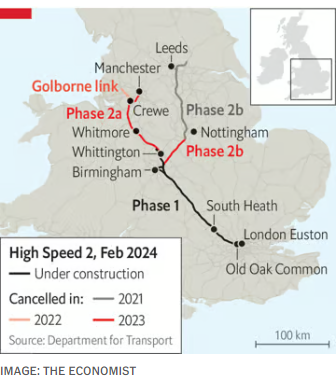 Leeds
Manchester
Golborne link
Crewe
Phase 2a
Phase 2b
Whitmore
Nottingham
Whittington
Phase 2b
Birmingham
Phase 1
South Heath
London Euston
Old Oak Common
High Speed 2, Feb 2024
Under construction
Cancelled in: 2021
2022 2023
Source: Department for Transport
100 km
IMAGE: THE ECONOMIST